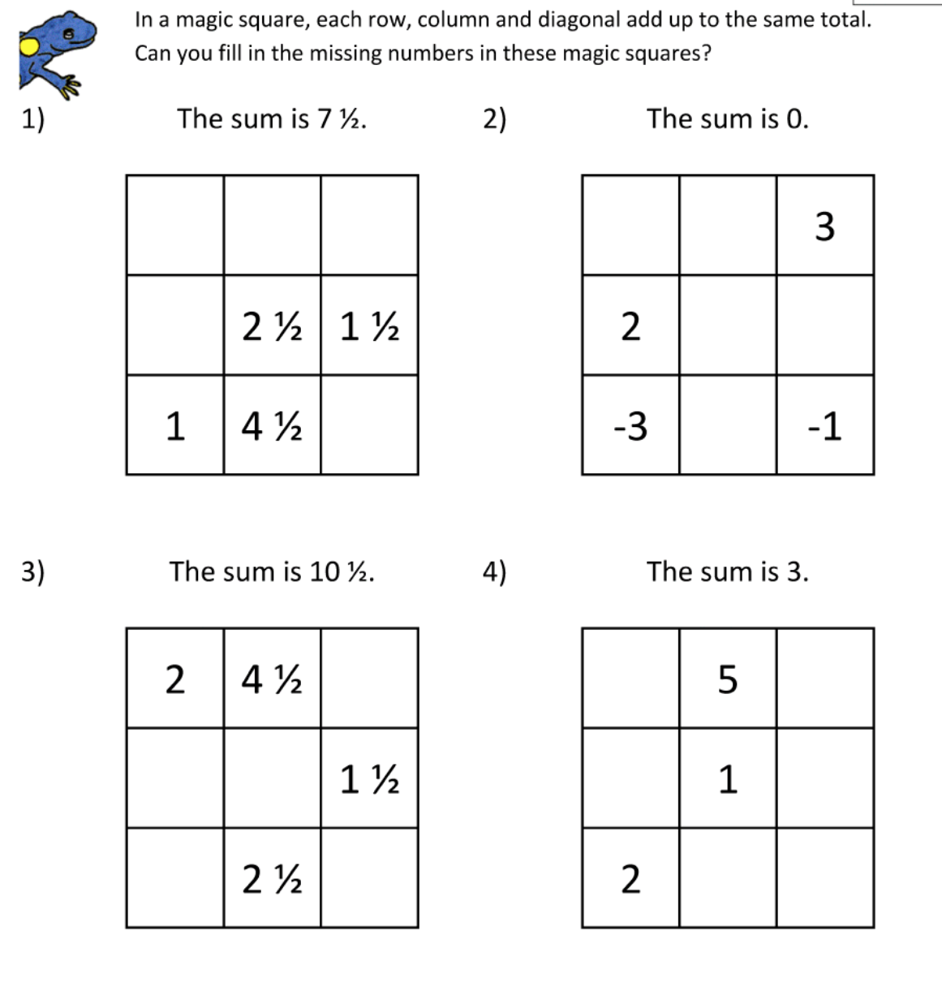 In a magic square, each row, column and diagonal add up to the same total.
Can you fill in the missing numbers in these magic squares?
1) The sum is 7 ½.
2 ½ 1 ½
1 4 ½
2) The sum is 0.
3
2
-3 -1
3) The sum is 10 ½.
2 4 ½
1 ½
2 ½
4) The sum is 3.
5
1
2